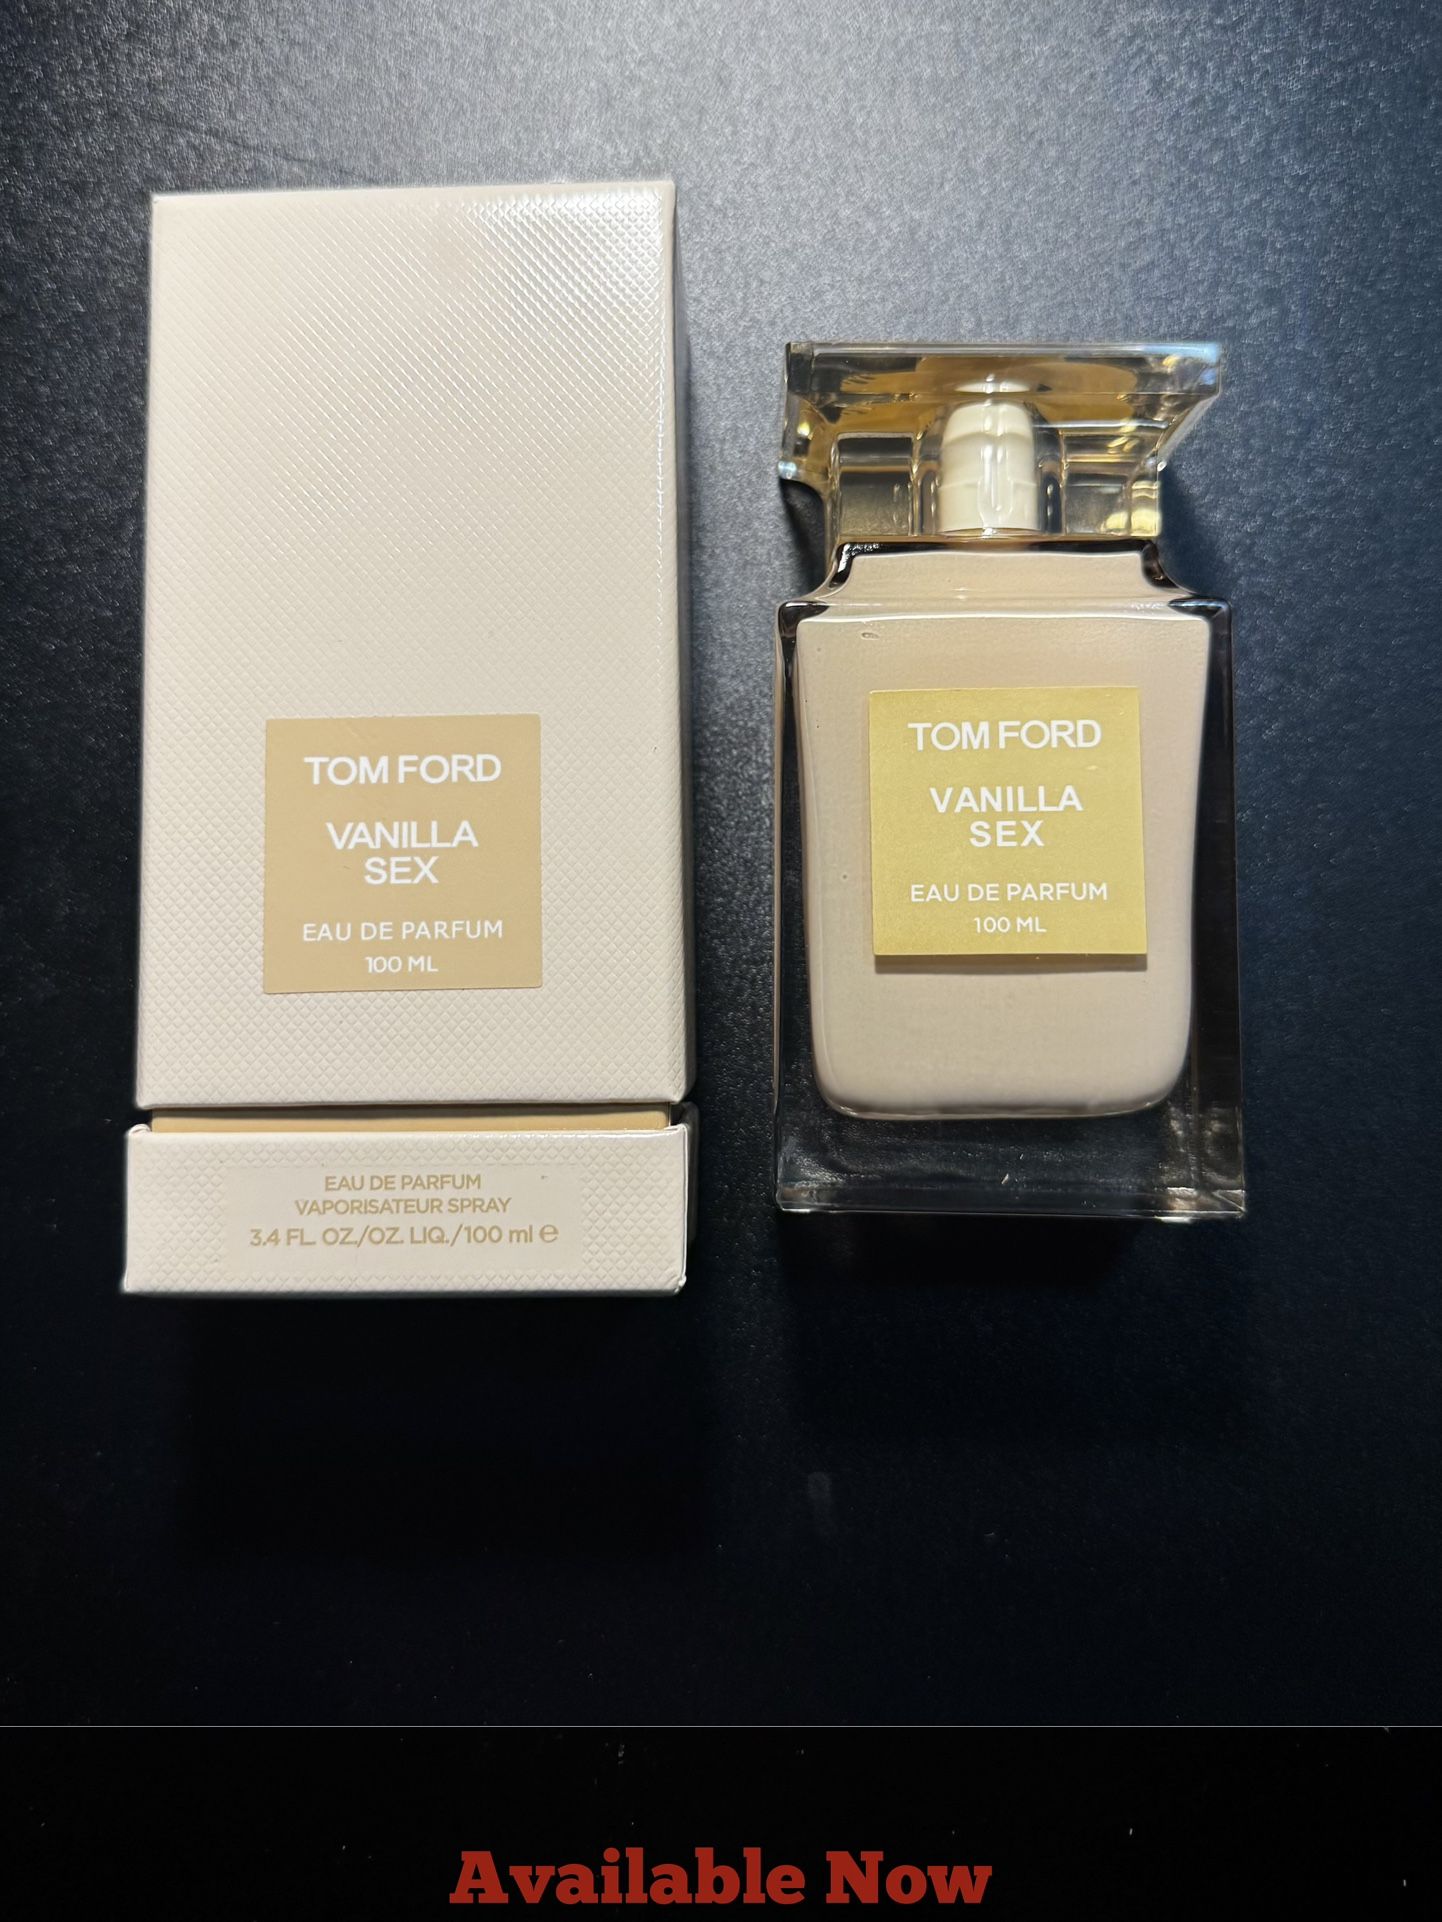 TOM FORD
VANILLA
SEX
EAU DE PARFUM
100 ML
EAU DE PARFUM
VAPORISATEUR SPRAY
3.4 FL. OZ./OZ. LIQ./100 ml ℮
TOM FORD
VANILLA
SEX
EAU DE PARFUM
100 ML
Available Now